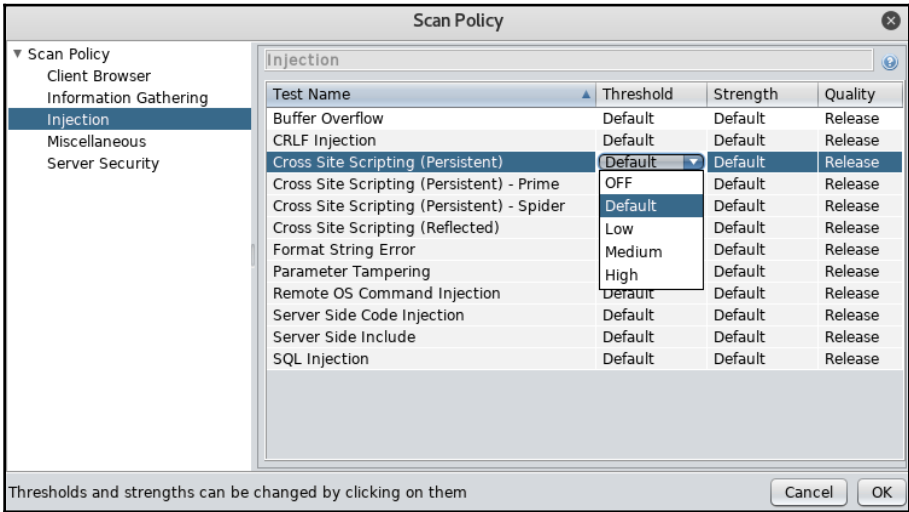 Scan Policy
Scan Policy
Client Browser
Information Gathering
Injection
Miscellaneous
Server Security
Injection
Test Name Threshold Strength Quality
Buffer Overflow Default Default Release
CRLF Injection Default Default Release
Cross Site Scripting (Persistent) Default Default Release
Cross Site Scripting (Persistent) - Prime Default Release
Cross Site Scripting (Persistent) - Spider Default Release
Cross Site Scripting (Reflected) Default Release
Format String Error Default Release
Parameter Tampering Default Release
Remote OS Command Injection Default Default Release
Server Side Code Injection Default Default Release
Server Side Include Default Default Release
SQL Injection Default Default Release
OFF
Default
Low
Medium
High
Thresholds and strengths can be changed by clicking on them
Cancel OK